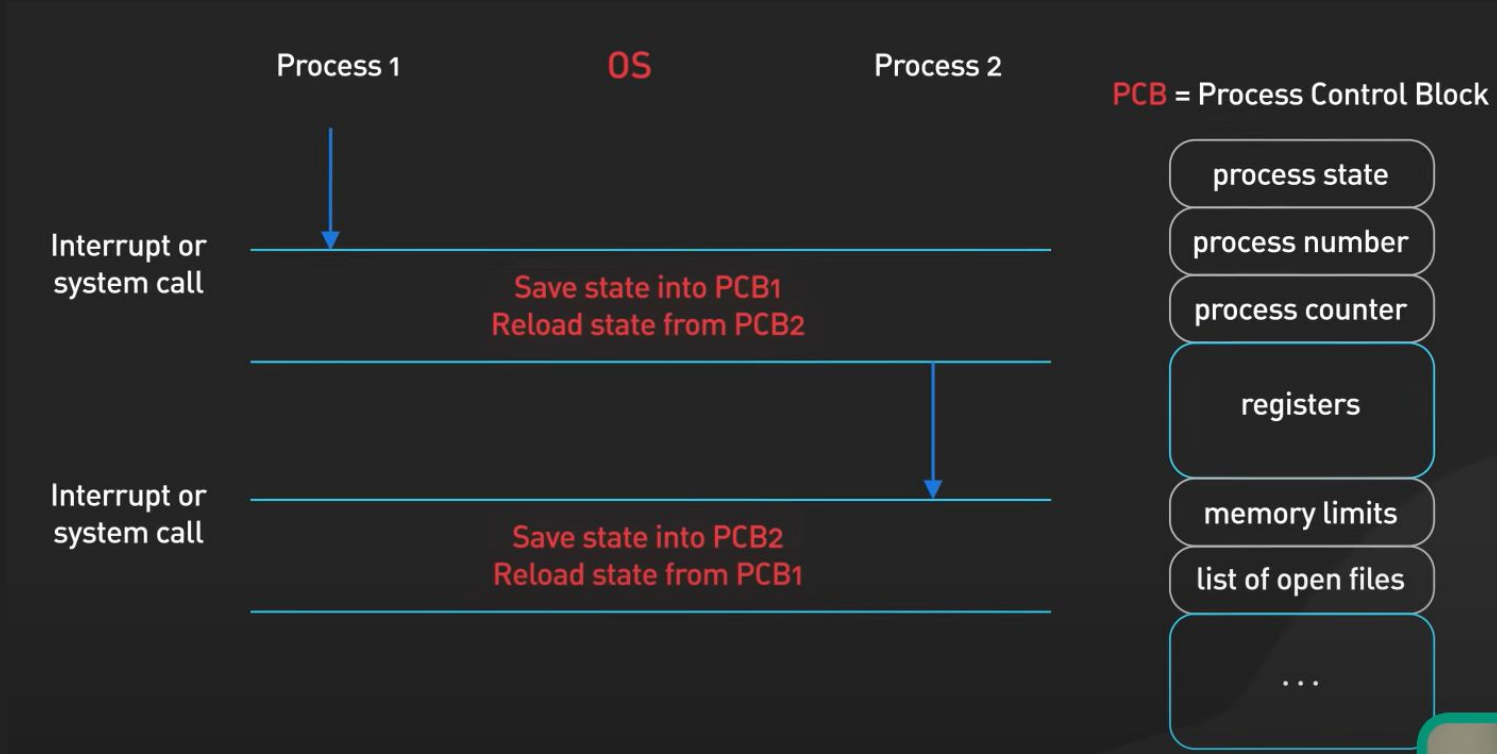 Process 1
OS
Process 2
PCB = Process Control Block
process state
process number
process counter
registers
memory limits
list of open files
...
Interrupt or
system call
Save state into PCB1
Reload state from PCB2
Interrupt or
system call
Save state into PCB2
Reload state from PCB1